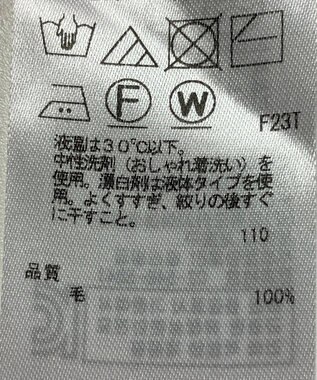 F W
F23T
液温は30℃以下。
中性洗剤(おしゃれ着洗い)を
使用。漂白剤は液体タイプを使
用。よくすすぎ、絞りの後すぐ
に干すこと。
110
品質
毛 100%